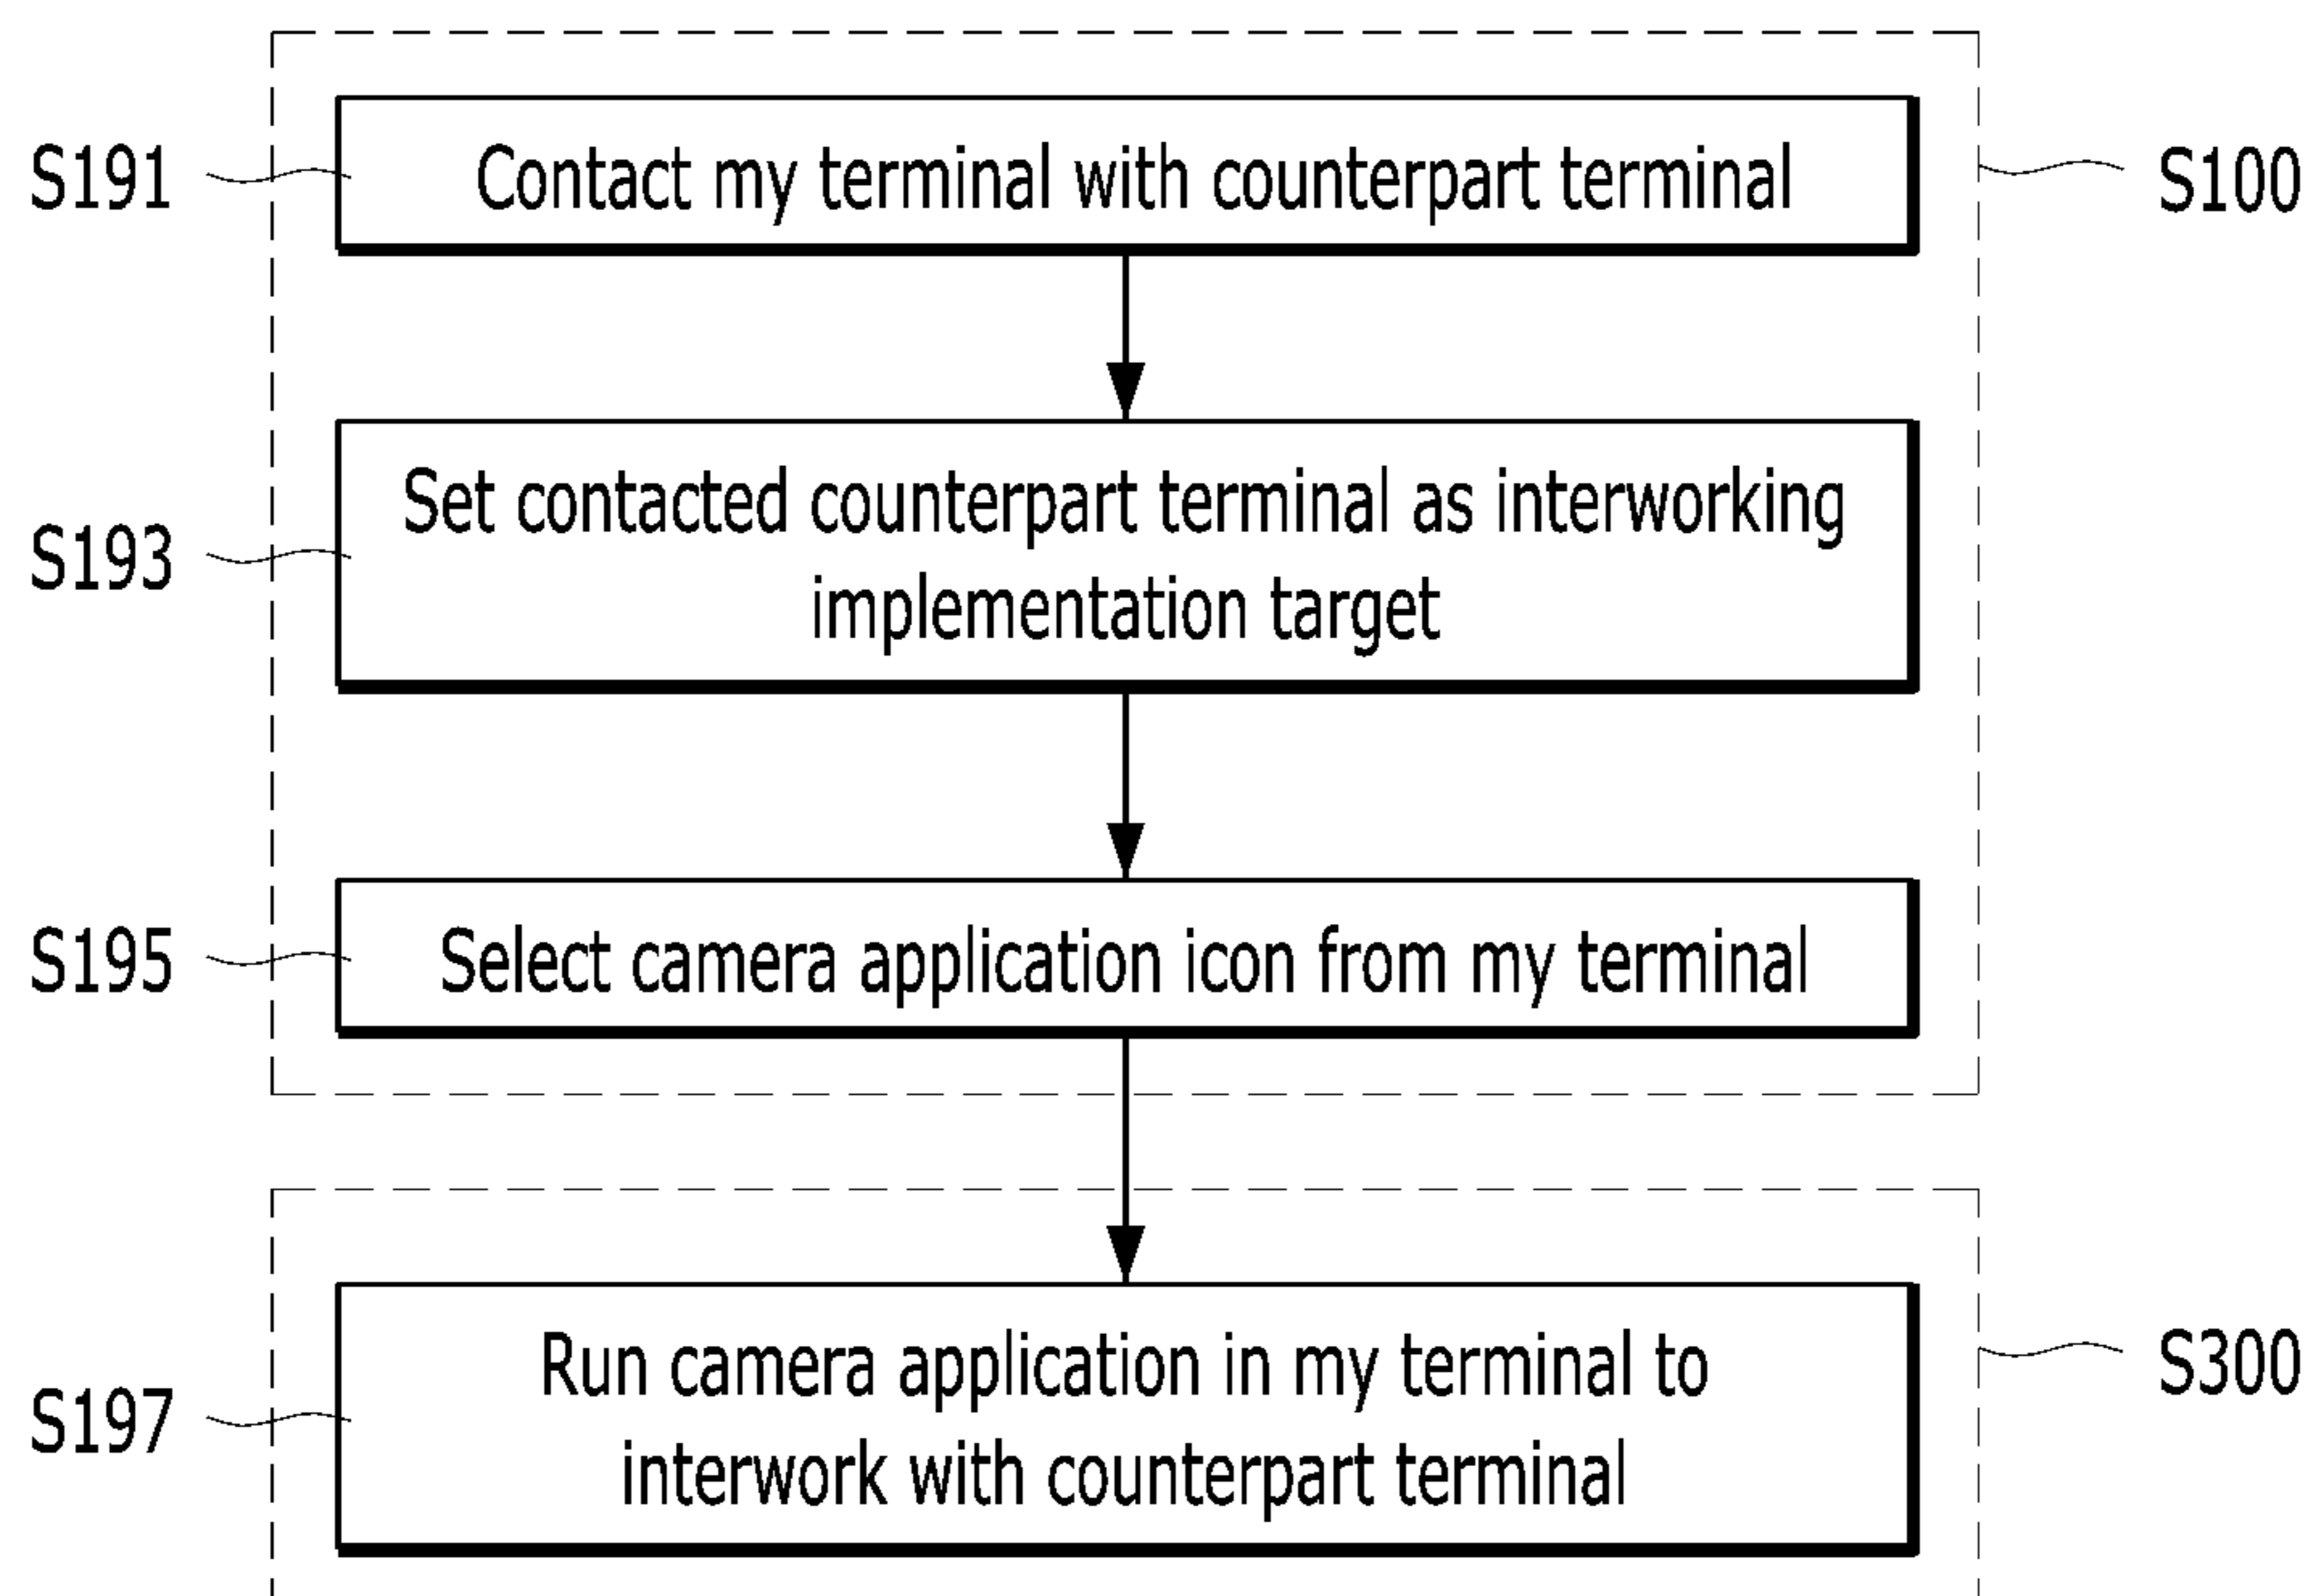 S191
Contact my terminal with counterpart terminal
S100
S193
Set contacted counterpart terminal as interworking
implementation target
S195
Select camera application icon from my terminal
S197
Run camera application in my terminal to
interwork with counterpart terminal
S300